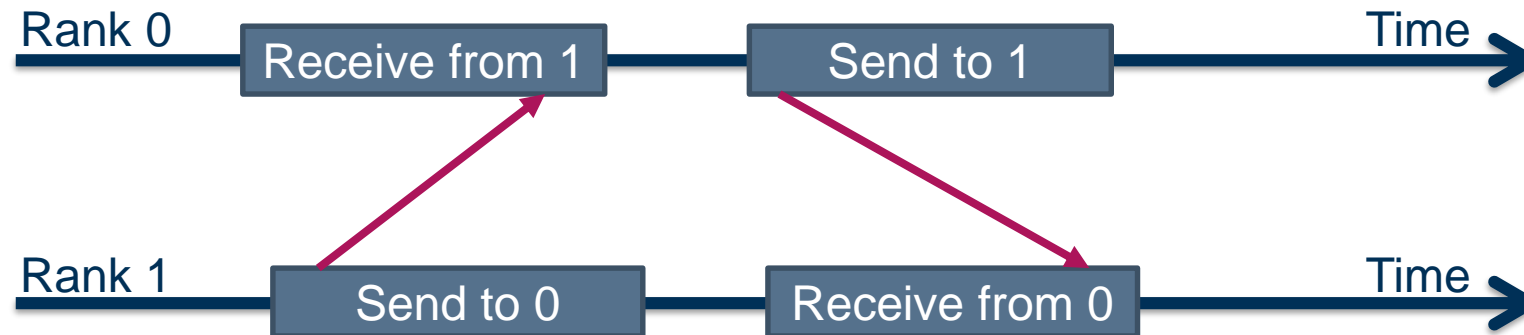 Rank 0
Receive from 1
Send to 1
Time
Rank 1
Send to 0
Receive from 0
Time